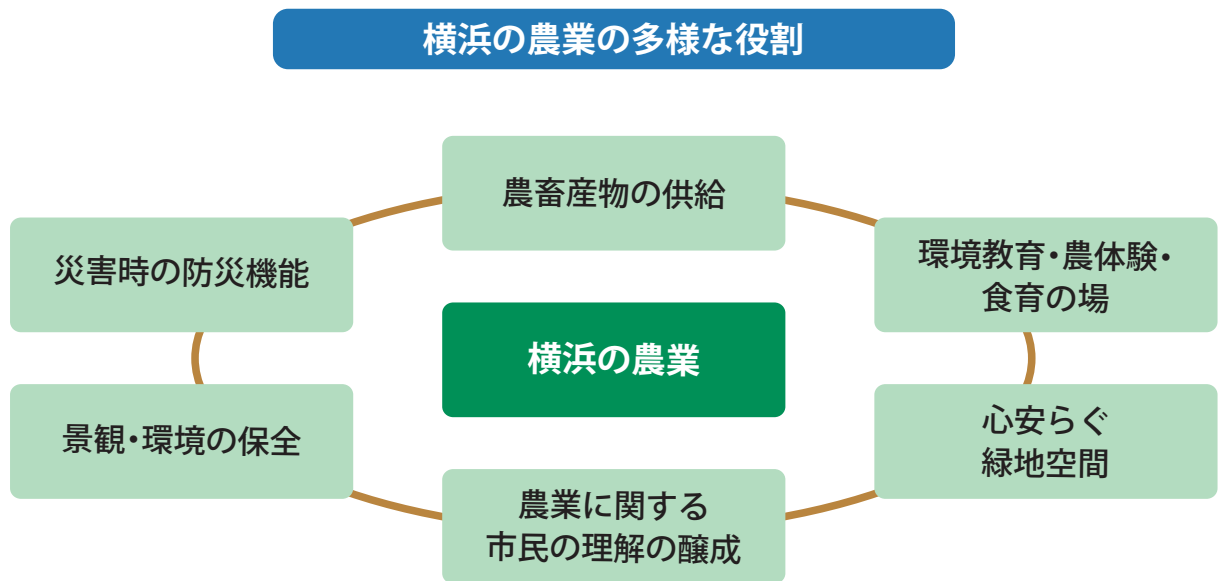 横浜の農業の多様な役割
農畜産物の供給
災害時の防災機能
環境教育・農体験・
食育の場
横浜の農業
景観・環境の保全
心安らぐ
緑地空間
農業に関する
市民の理解の醸成